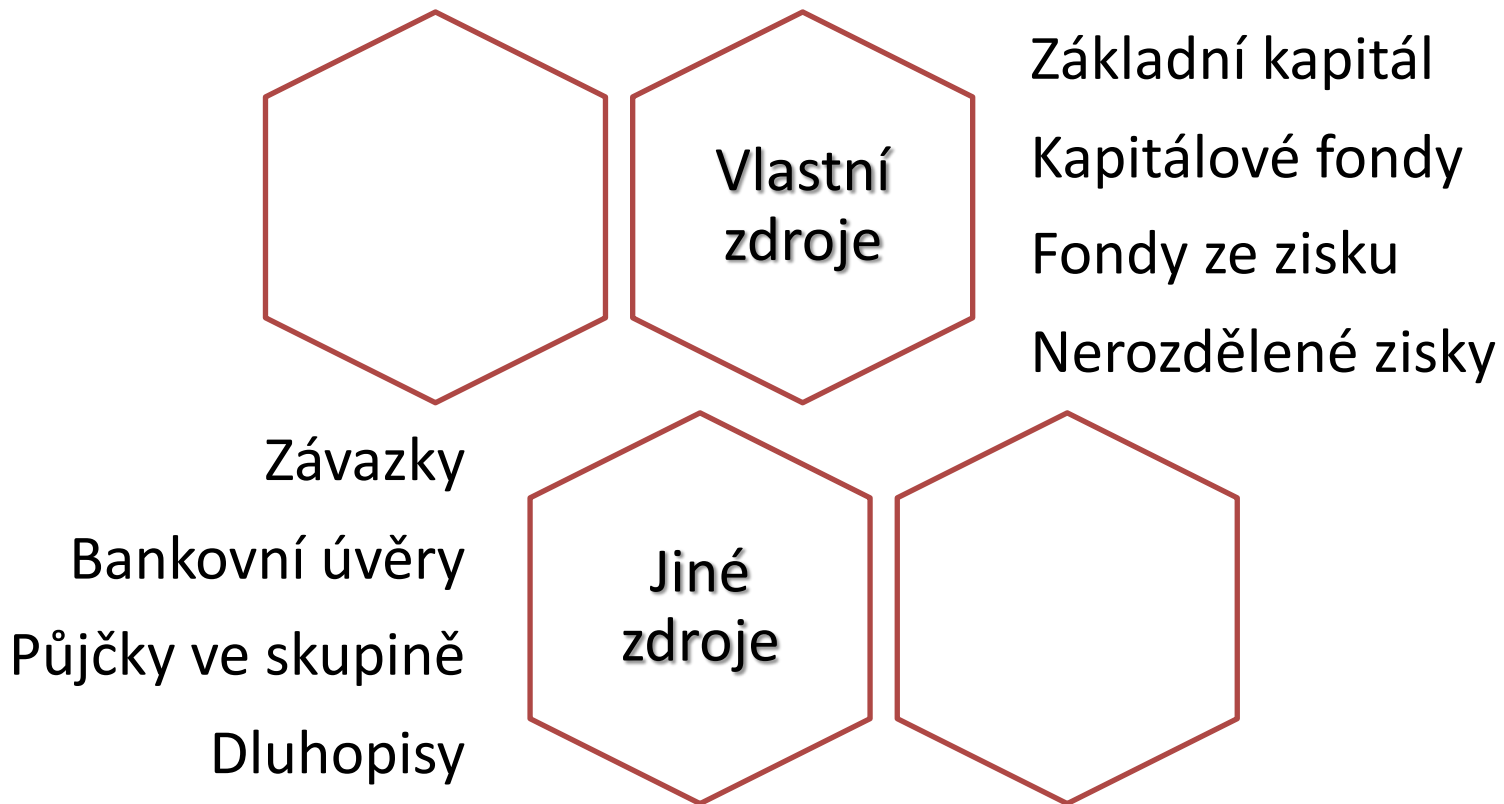 Vlastní
zdroje
Základní kapitál
Kapitálové fondy
Fondy ze zisku
Nerozdělené zisky
Závazky
Bankovní úvěry
Půjčky ve skupině
Dluhopisy
Jiné
zdroje